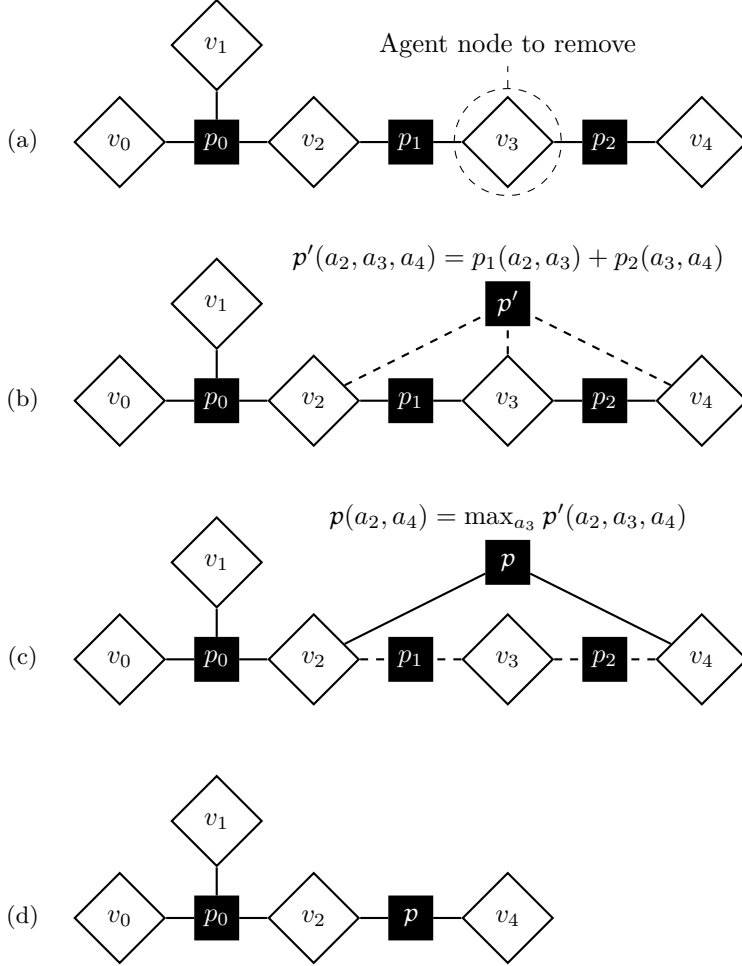 v₁
Agent node to remove
(a) v₀ p₀ v₂ p₁ v₃ p₂ v₄
𝔭′(a₂, a₃, a₄) = p₁(a₂, a₃) + p₂(a₃, a₄)
v₁ 𝔭′
(b) v₀ p₀ v₂ p₁ v₃ p₂ v₄
𝔭(a₂, a₄) = max_{a₃} 𝔭′(a₂, a₃, a₄)
v₁ 𝔭
(c) v₀ p₀ v₂ p₁ v₃ p₂ v₄
v₁
(d) v₀ p₀ v₂ 𝔭 v₄